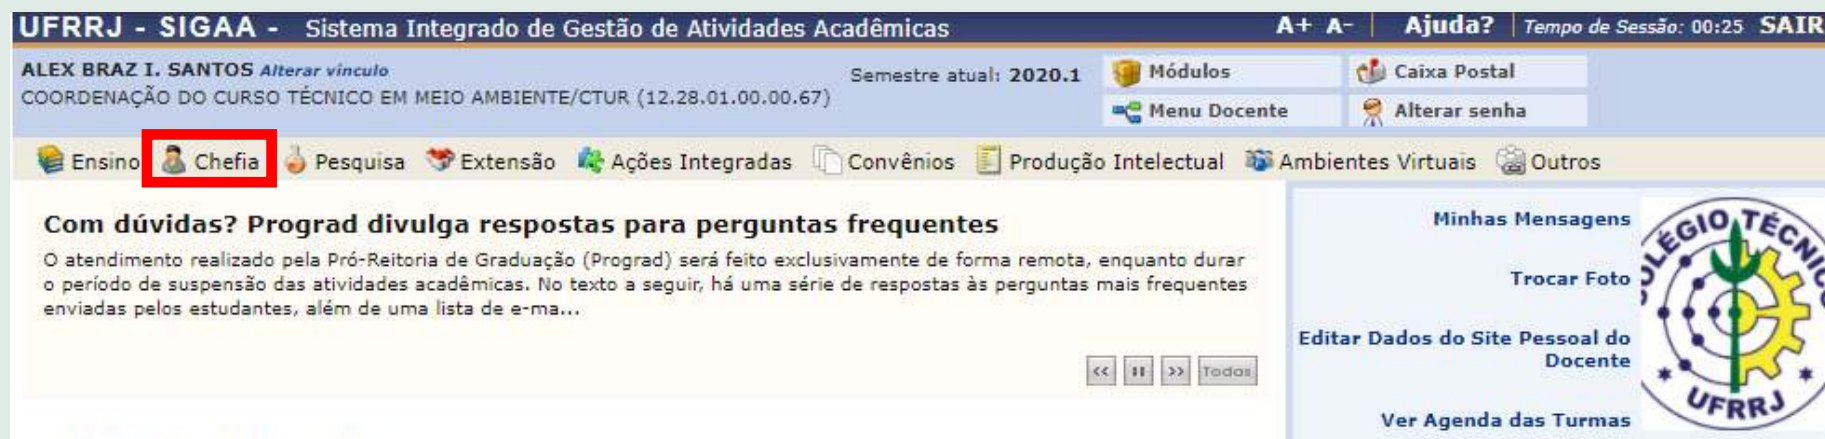 UFRRJ - SIGAA - Sistema Integrado de Gestão de Atividades Acadêmicas
A+ A- | Ajuda? | Tempo de Sessão: 00:25 SAIR
ALEX BRAZ I. SANTOS Alterar vínculo
COORDENAÇÃO DO CURSO TÉCNICO EM MEIO AMBIENTE/CTUR (12.28.01.00.00.67)
Semestre atual: 2020.1
Módulos
Caixa Postal
Menu Docente
Alterar senha
Ensino Chefia Pesquisa Extensão Ações Integradas Convênios Produção Intelectual Ambientes Virtuais Outros
Com dúvidas? Prograd divulga respostas para perguntas frequentes
O atendimento realizado pela Pró-Reitoria de Graduação (Prograd) será feito exclusivamente de forma remota, enquanto durar
o período de suspensão das atividades acadêmicas. No texto a seguir, há uma série de respostas às perguntas mais frequentes
enviadas pelos estudantes, além de uma lista de e-ma...
<< II >> Todas
Minhas Mensagens
Trocar Foto
Editar Dados do Site Pessoal do
Docente
Ver Agenda das Turmas
COLÉGIO TÉCNICO
UFRRJ